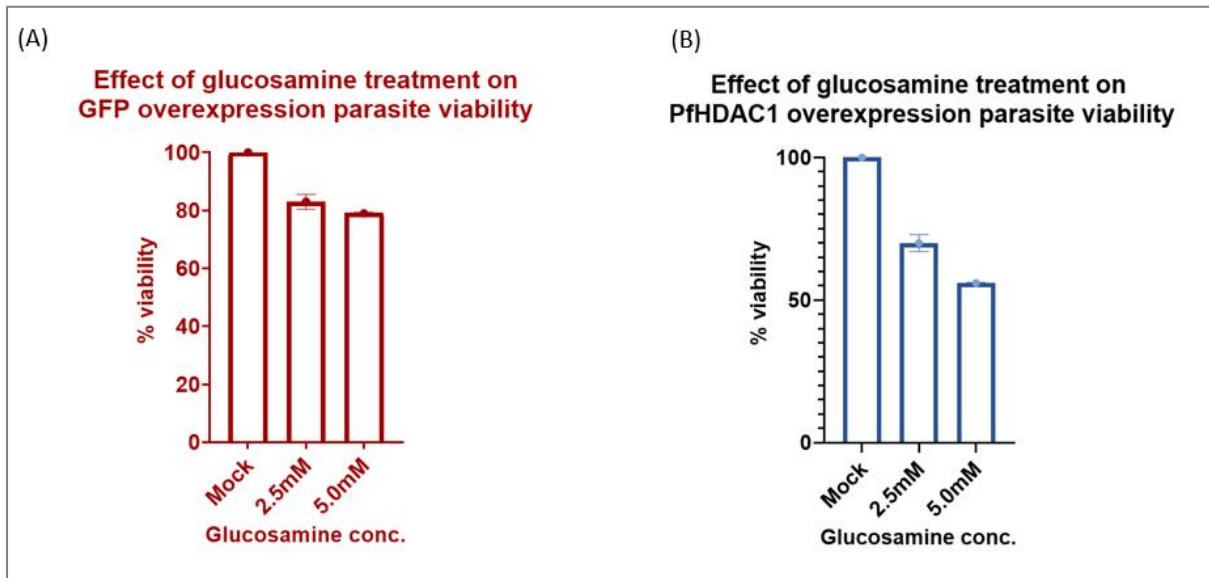 (A)
Effect of glucosamine treatment on
GFP overexpression parasite viability
100
80
60
40
20
0
% viability
Mock
2.5mM
5.0mM
Glucosamine conc.
(B)
Effect of glucosamine treatment on
PfHDAC1 overexpression parasite viability
100
50
0
% viability
Mock
2.5mM
5.0mM
Glucosamine conc.